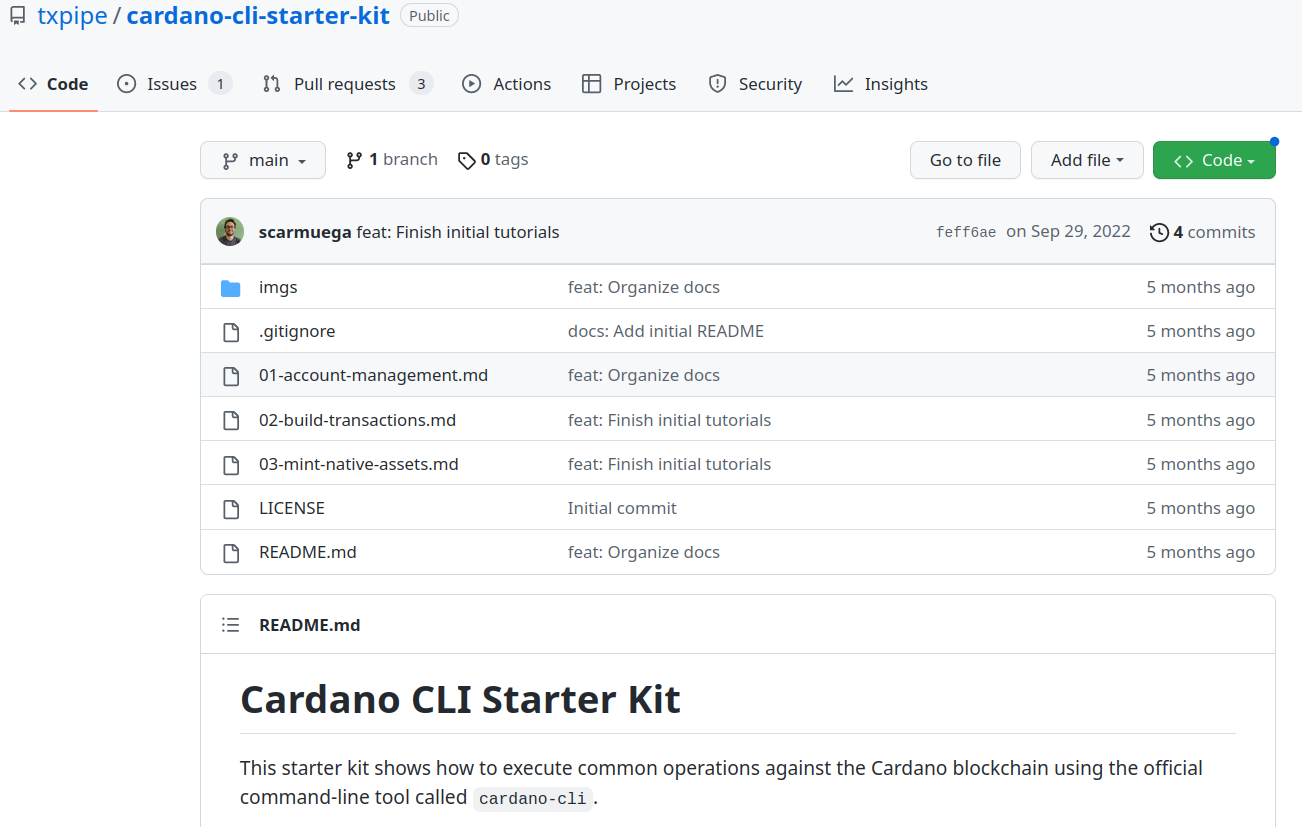 txpipe / cardano-cli-starter-kit Public
Code Issues 1 Pull requests 3 Actions Projects Security Insights
main 1 branch 0 tags Go to file Add file Code
scarmuega feat: Finish initial tutorials feff6ae on Sep 29, 2022 4 commits
imgs feat: Organize docs 5 months ago
.gitignore docs: Add initial README 5 months ago
01-account-management.md feat: Organize docs 5 months ago
02-build-transactions.md feat: Finish initial tutorials 5 months ago
03-mint-native-assets.md feat: Finish initial tutorials 5 months ago
LICENSE Initial commit 5 months ago
README.md feat: Organize docs 5 months ago
README.md
Cardano CLI Starter Kit
This starter kit shows how to execute common operations against the Cardano blockchain using the official
command-line tool called cardano-cli.